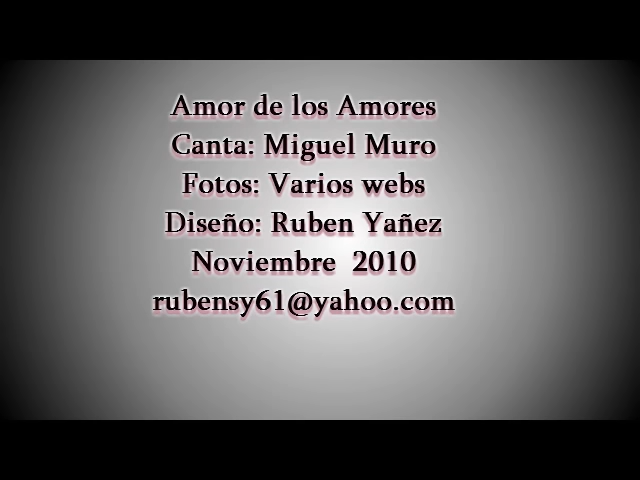 Amor de los Amores
Canta: Miguel Muro
Fotos: Varios webs
Diseño: Ruben Yañez
Noviembre  2010
rubensy61@yahoo.com